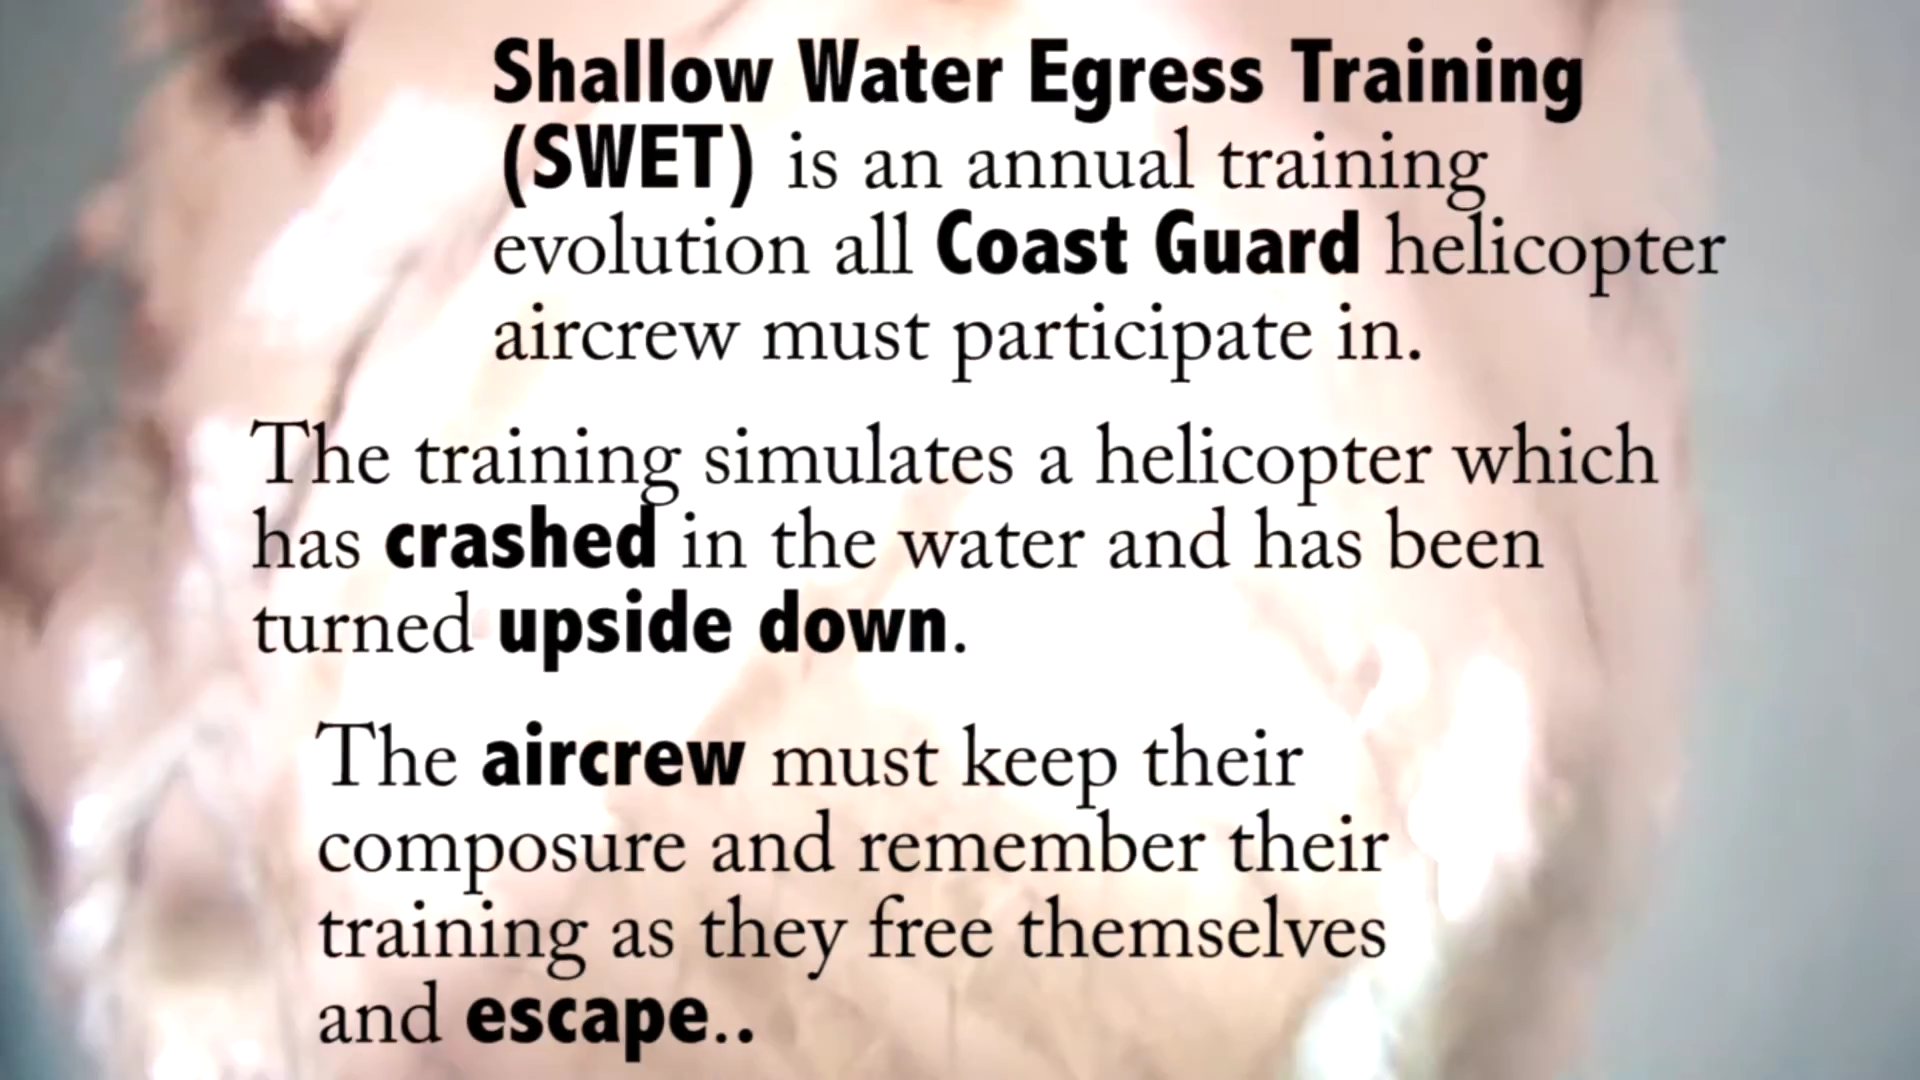 Shallow Water Egress Training
(SWET) is an annual training
evolution all Coast Guard helicopter
aircrew must participate in.
The training simulates a helicopter which
has crashed in the water and has been
turned upside down.
The aircrew must keep their
composure and remember their
training as they free themselves
and escape..